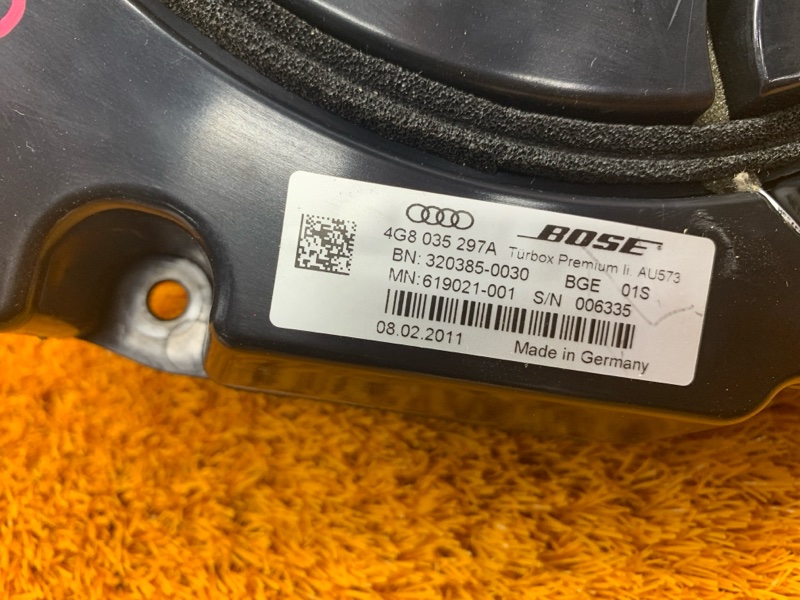 BOSE
4G8 035 297A Türbox Premium li. AU573
BN: 320385-0030 BGE 01S
MN: 619021-001 S/N 006335
08.02.2011 Made in Germany